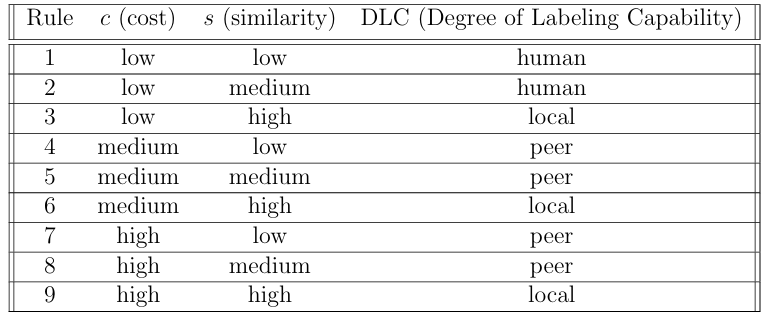 Rule c (cost) s (similarity) DLC (Degree of Labeling Capability)
1 low low human
2 low medium human
3 low high local
4 medium low peer
5 medium medium peer
6 medium high local
7 high low peer
8 high medium peer
9 high high local